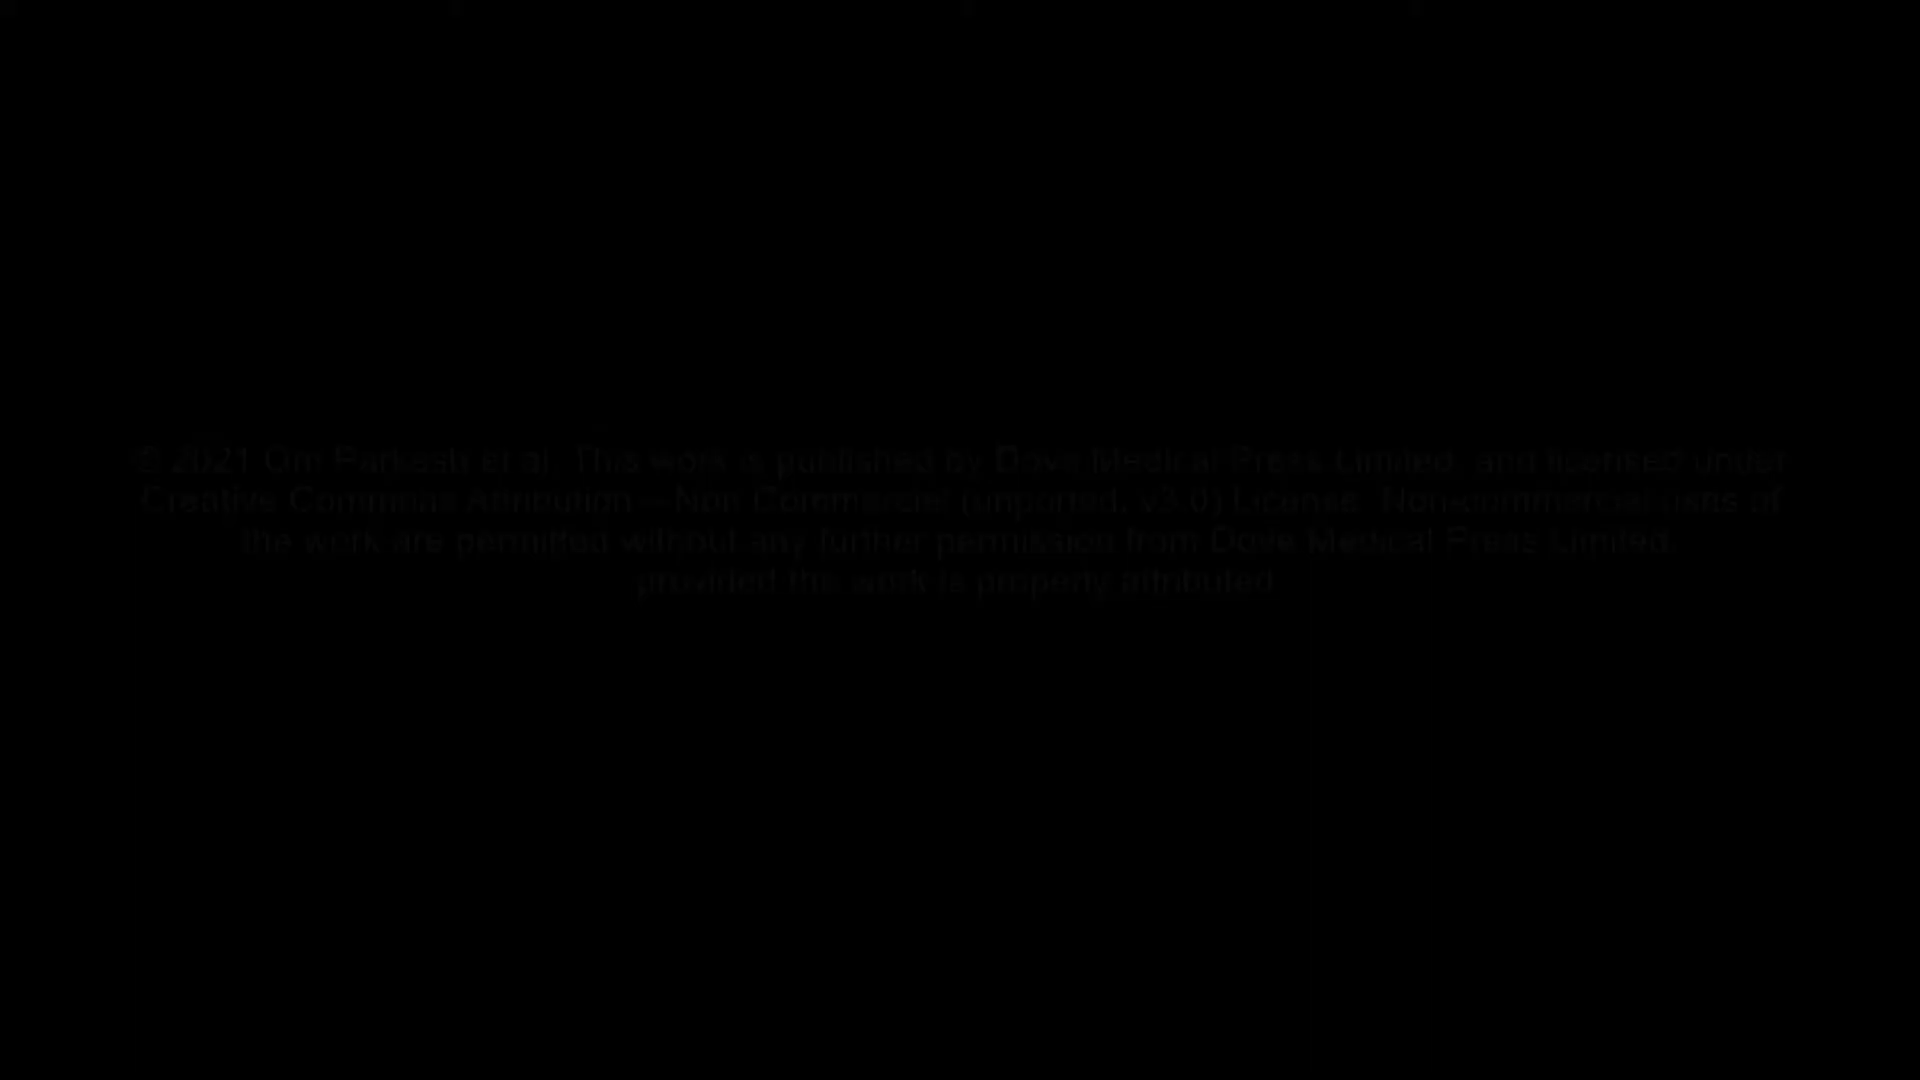 © 2021 Om Parkash et al. This work is published by Dove Medical Press Limited, and licensed under
Creative Commons Attribution – Non Commercial (unported, v3.0) License. Non-commercial uses of
the work are permitted without any further permission from Dove Medical Press Limited,
provided the work is properly attributed